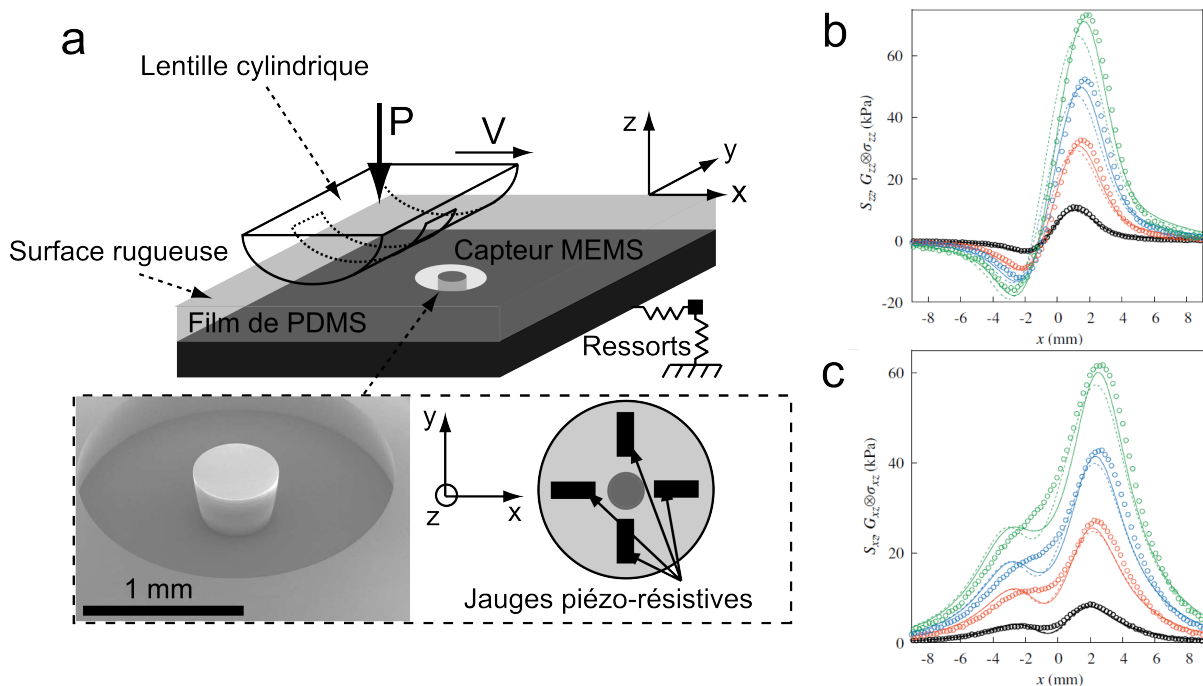 a
Lentille cylindrique
P
V
z
y
x
Surface rugueuse
Capteur MEMS
Film de PDMS
Ressorts
1 mm
y
z
x
Jauges piézo-résistives
b
S_zz, G_zz⊗σ_zz (kPa)
60
40
20
0
-20
-8 -6 -4 -2 0 2 4 6 8
x (mm)
c
S_xz, G_xz⊗σ_xz (kPa)
60
40
20
0
-8 -6 -4 -2 0 2 4 6 8
x (mm)